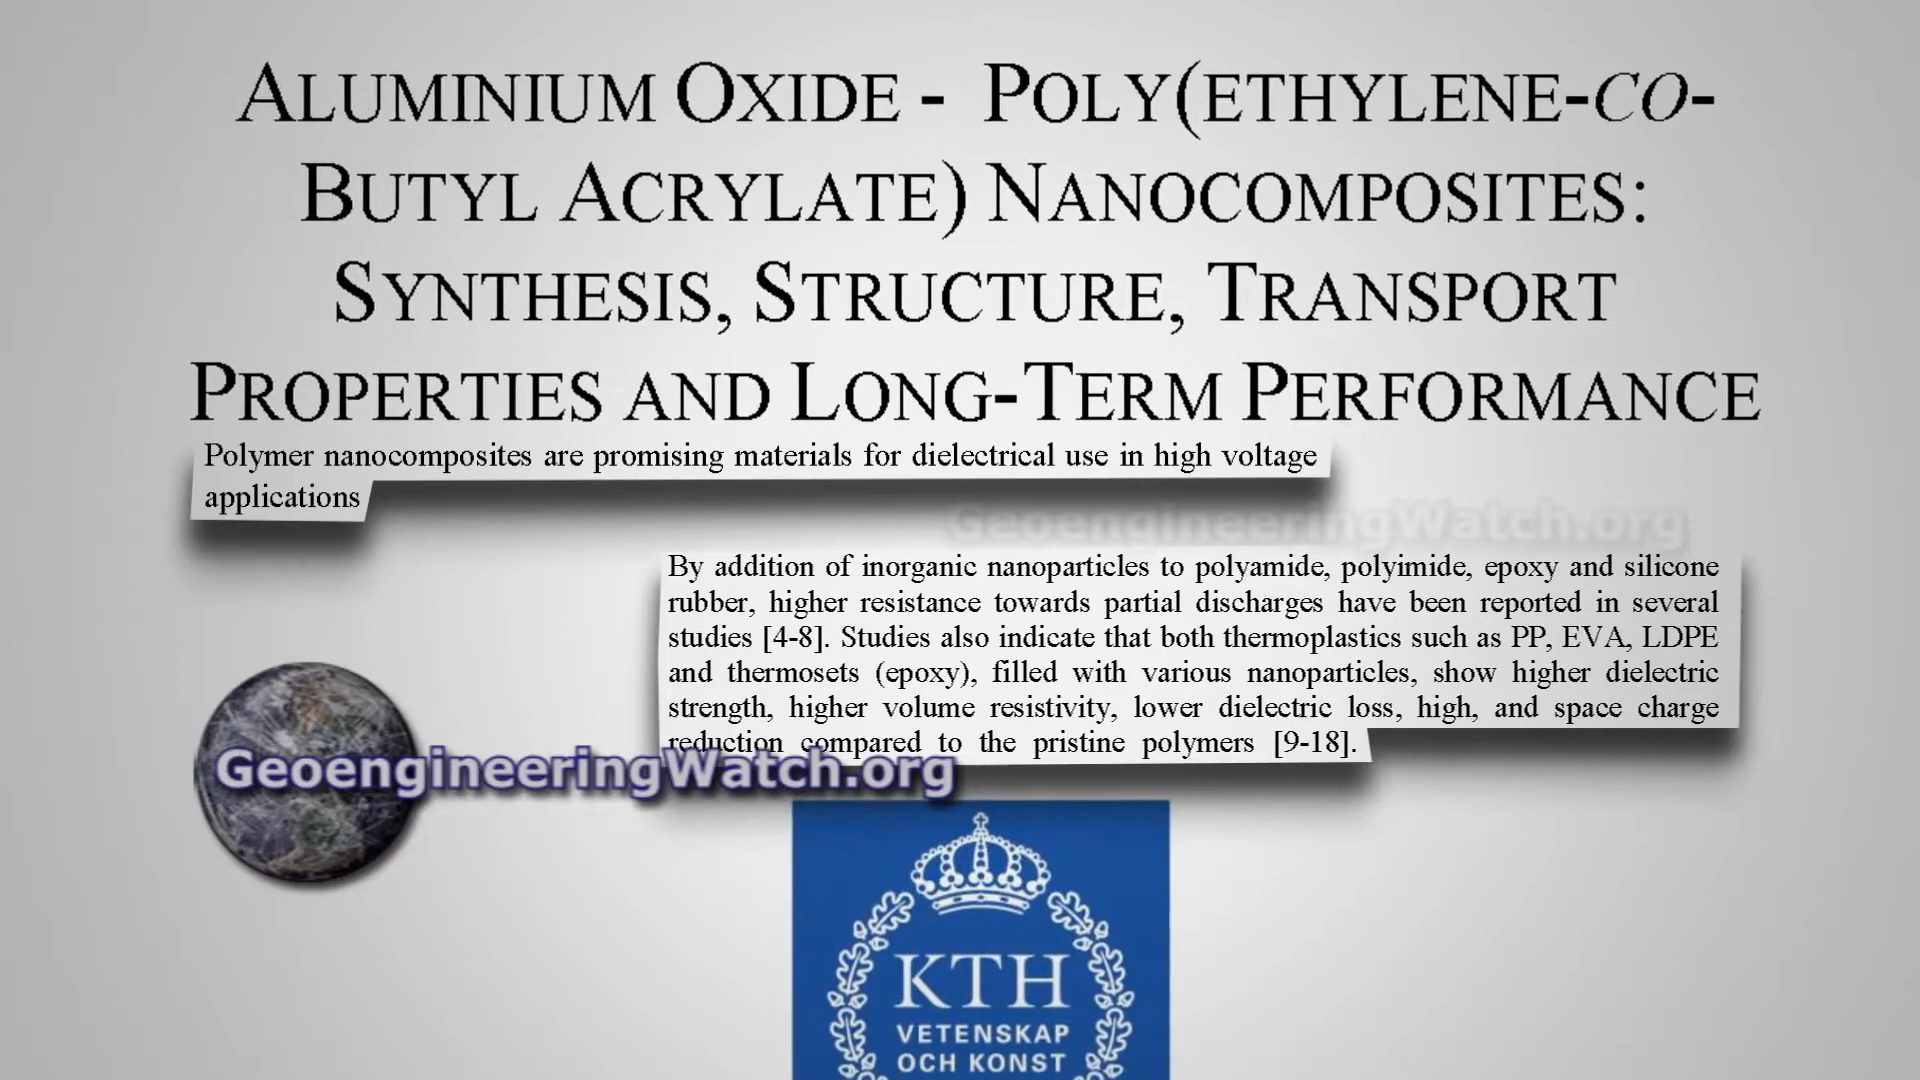 ALUMINIUM OXIDE - POLY(ETHYLENE-CO-
BUTYL ACRYLATE) NANOCOMPOSITES:
SYNTHESIS, STRUCTURE, TRANSPORT
PROPERTIES AND LONG-TERM PERFORMANCE
Polymer nanocomposites are promising materials for dielectrical use in high voltage
applications
GeoengineeringWatch.org
By addition of inorganic nanoparticles to polyamide, polyimide, epoxy and silicone
rubber, higher resistance towards partial discharges have been reported in several
studies [4-8]. Studies also indicate that both thermoplastics such as PP, EVA, LDPE
and thermosets (epoxy), filled with various nanoparticles, show higher dielectric
strength, higher volume resistivity, lower dielectric loss, high, and space charge
reduction compared to the pristine polymers [9-18].
GeoengineeringWatch.org
KTH
VETENSKAP
OCH KONST